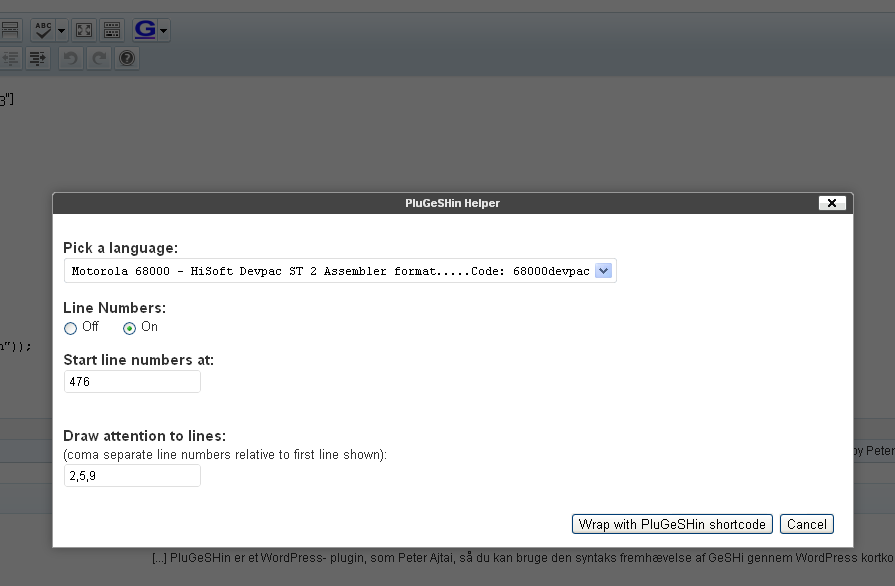 ABC
G
3"]
PluGeSHin Helper
Pick a language:
Motorola 68000 - HiSoft Devpac ST 2 Assembler format.....Code: 68000devpac
Line Numbers:
Off On
n"));
Start line numbers at:
476
Draw attention to lines:
by Peter
(coma separate line numbers relative to first line shown):
2,5,9
Wrap with PluGeSHin shortcode Cancel
[...] PluGeSHin er et WordPress- plugin, som Peter Ajtai, så du kan bruge den syntaks fremhævelse af GeSHi gennem WordPress kortko